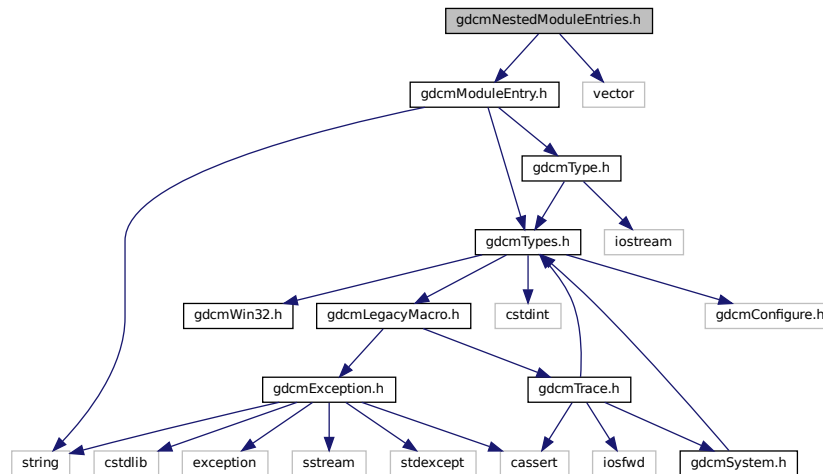 gdcmNestedModuleEntries.h
gdcmModuleEntry.h
vector
gdcmType.h
gdcmTypes.h
iostream
gdcmWin32.h
gdcmLegacyMacro.h
cstdint
gdcmConfigure.h
gdcmException.h
gdcmTrace.h
string
cstdlib
exception
sstream
stdexcept
cassert
iosfwd
gdcmSystem.h